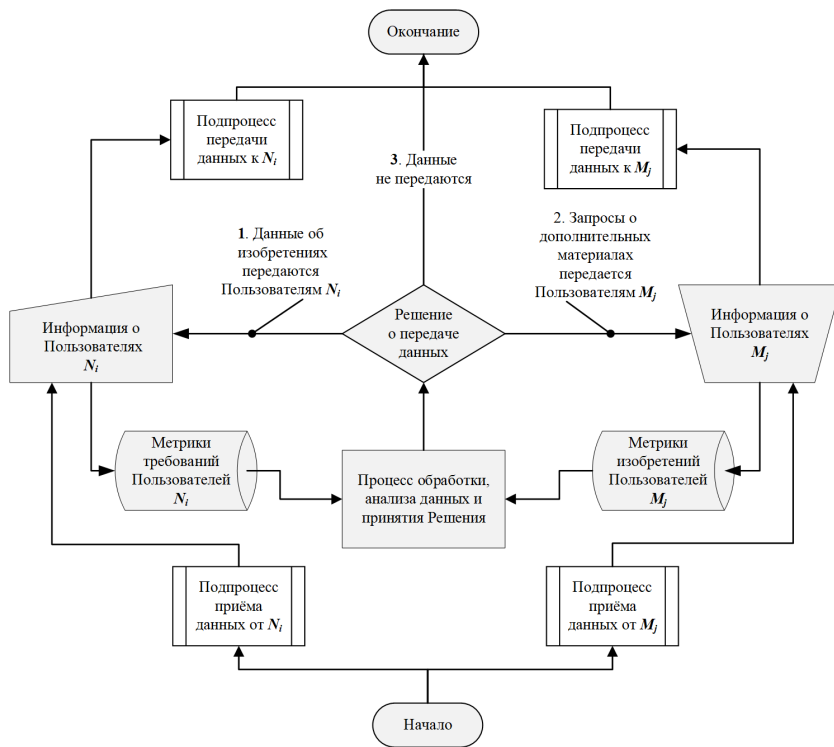 Окончание
Подпроцесс
передачи
данных к Ni
Подпроцесс
передачи
данных к Mj
3. Данные
не передаются
1. Данные об
изобретениях
передаются
Пользователям Ni
2. Запросы о
дополнительных
материалах
передается
Пользователям Mj
Информация о
Пользователях
Ni
Решение
о передаче
данных
Информация о
Пользователях
Mj
Метрики
требований
Пользователей
Ni
Процесс обработки,
анализа данных и
принятия Решения
Метрики
изобретений
Пользователей
Mj
Подпроцесс
приёма
данных от Ni
Подпроцесс
приёма
данных от Mj
Начало